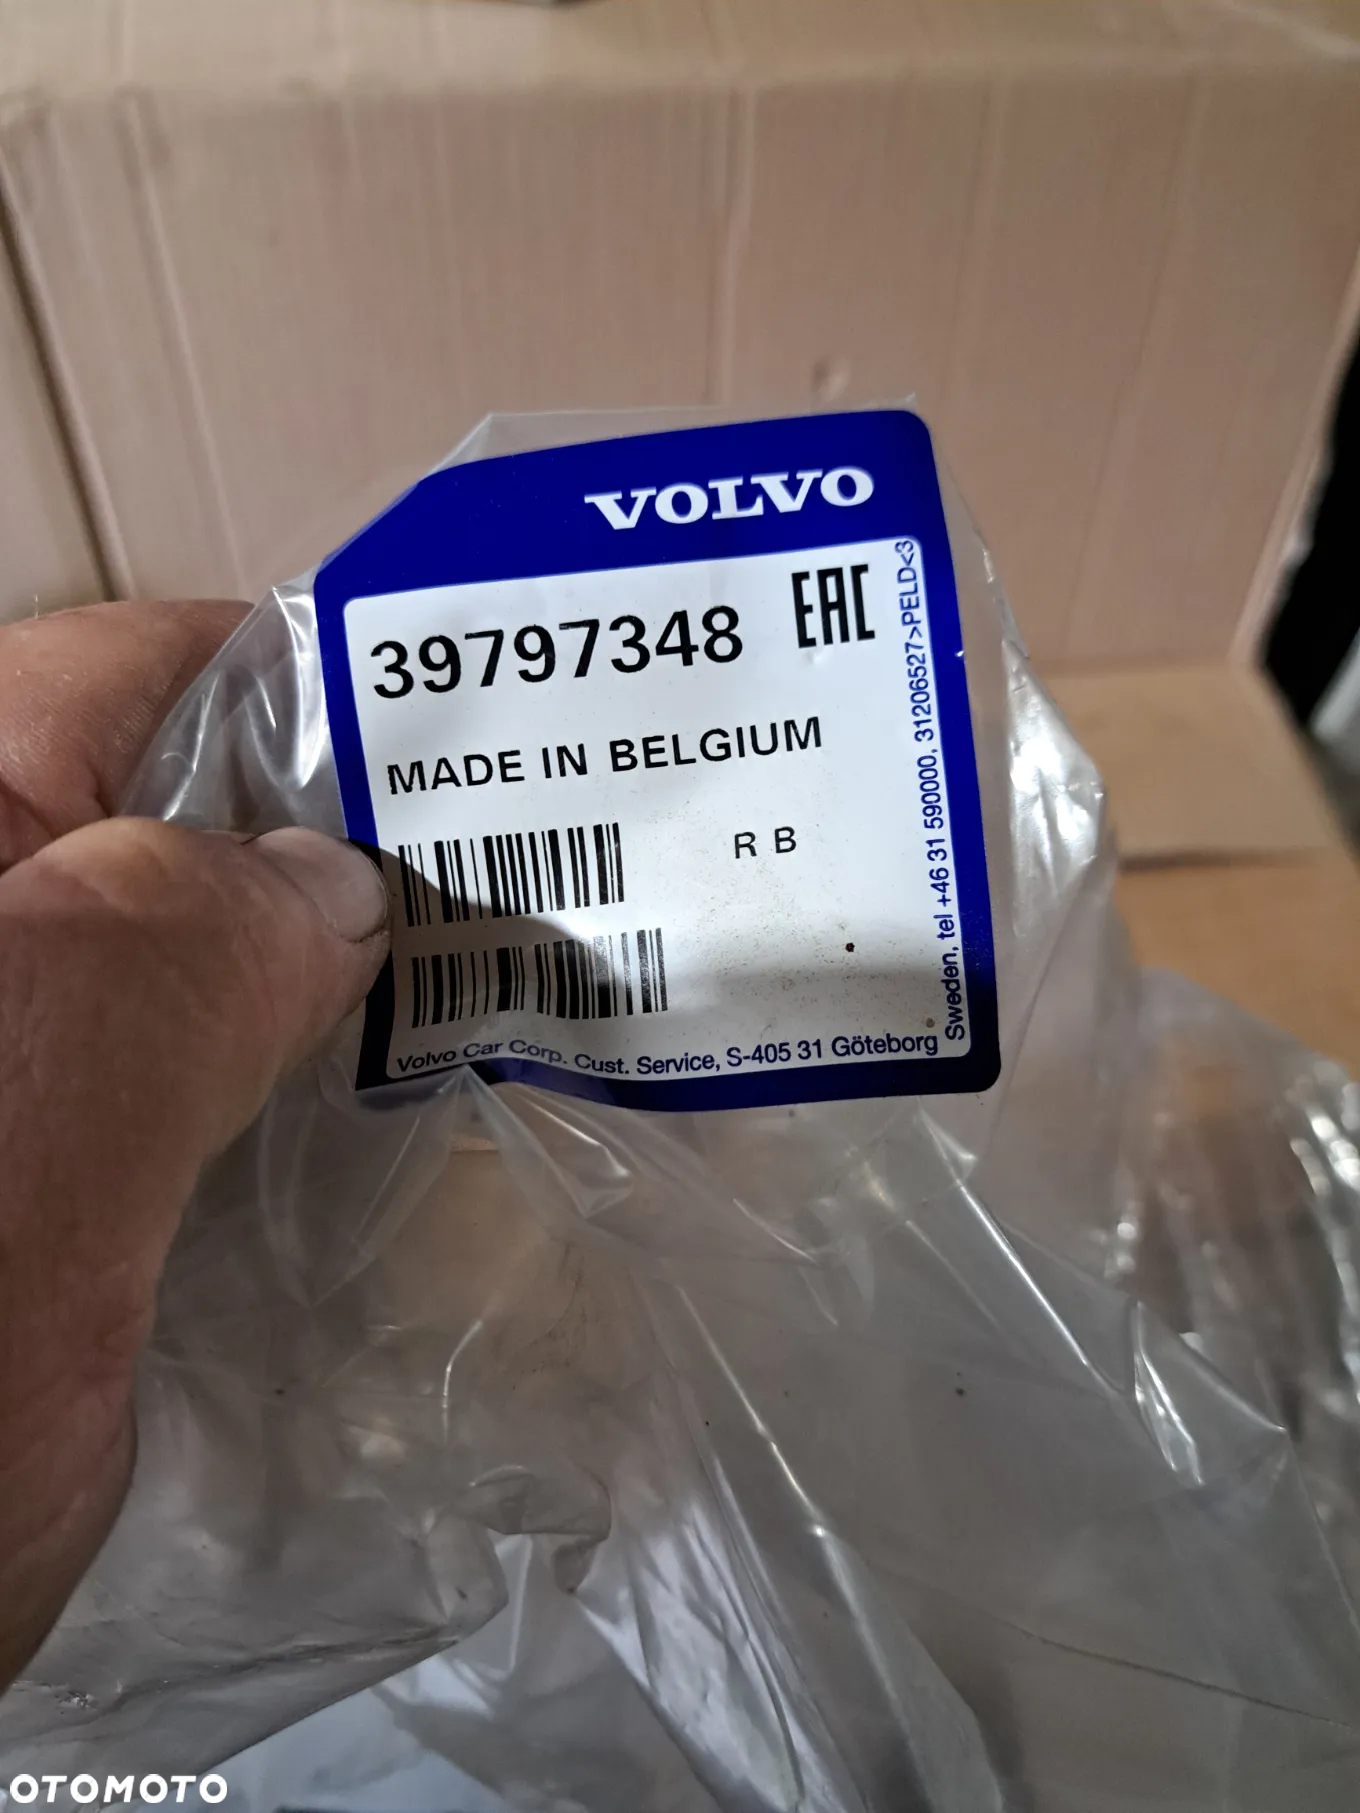 VOLVO
39797348 EAC
MADE IN BELGIUM
R B
Volvo Car Corp. Cust. Service, S-405 31 Göteborg
Sweden, tel +46 31 590000, 31206527>PELD<3
OTOMOTO